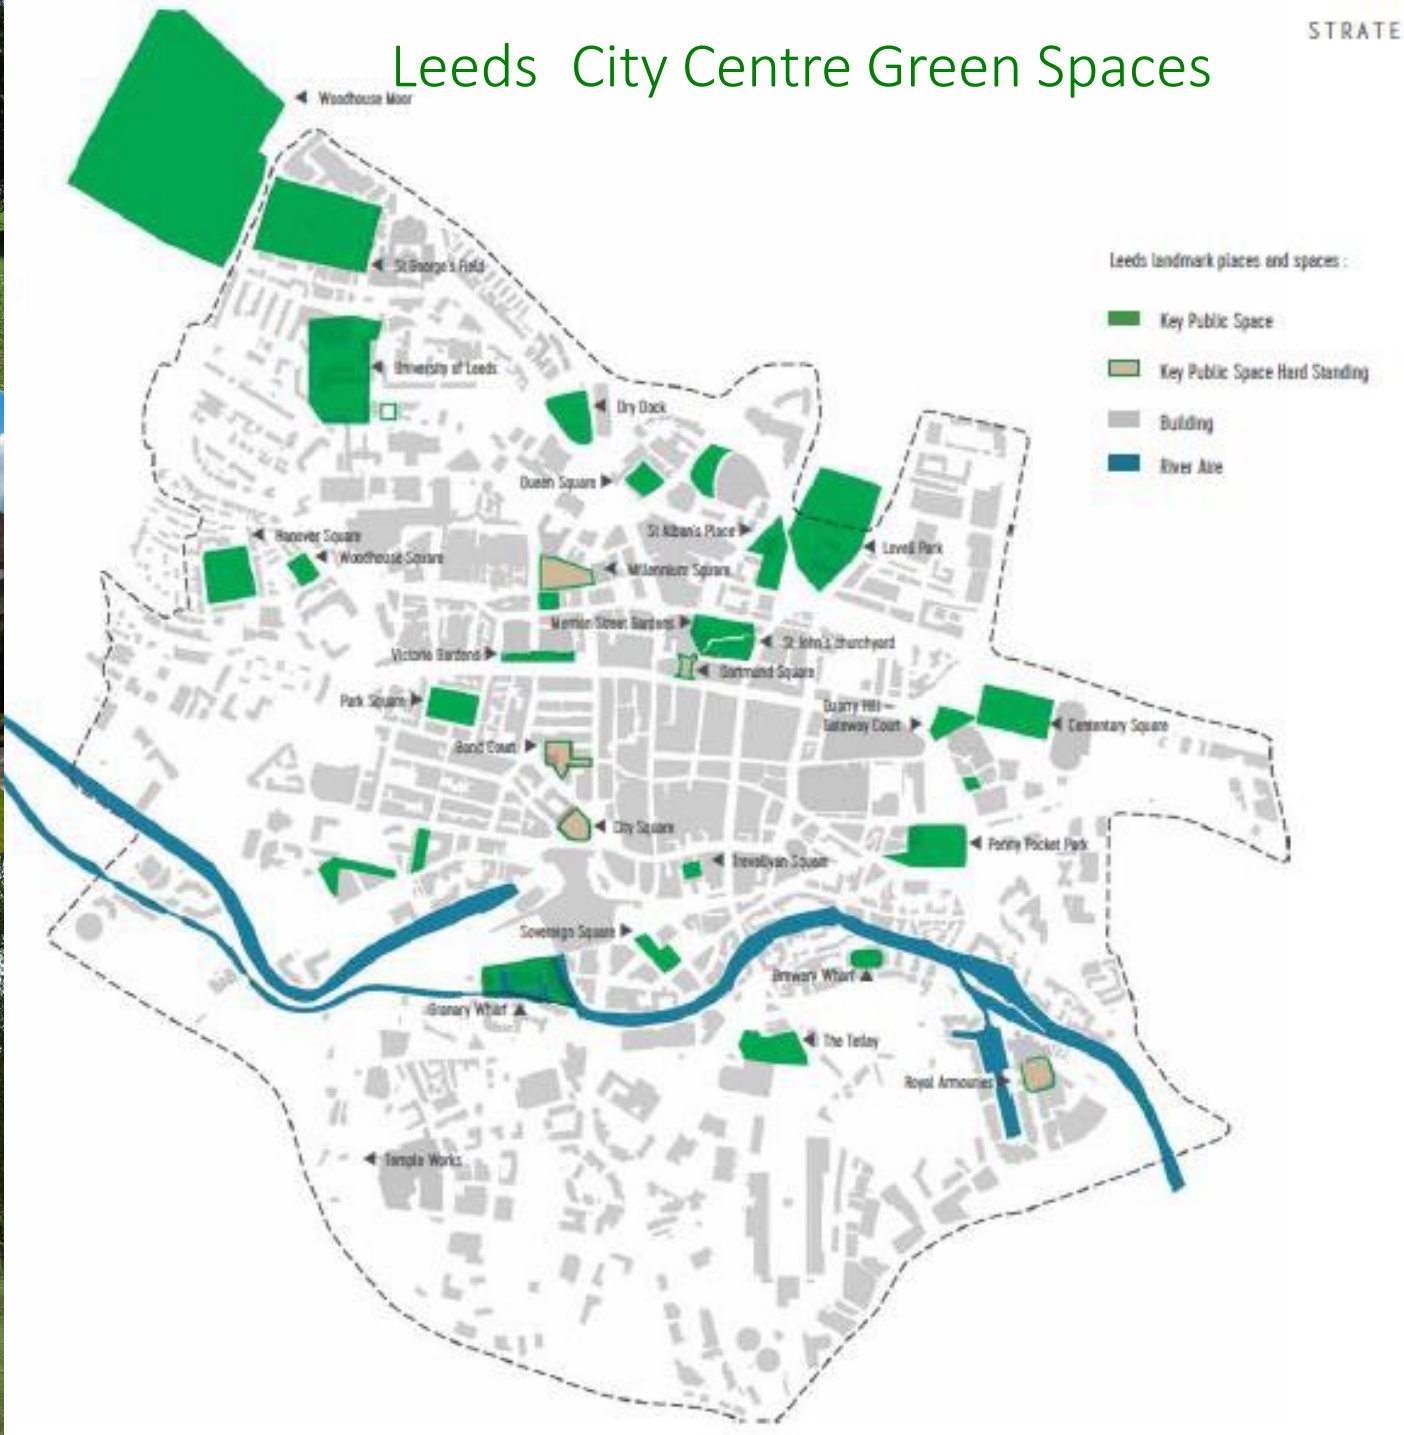 STRATE
Leeds City Centre Green Spaces
Woodhouse Moor
St George's Field
Leeds landmark places and spaces :
Key Public Space
Key Public Space Hard Standing
Building
River Aire
University of Leeds
Dry Dock
Queen Square
St Alban's Place
Lovell Park
Hanover Square
Woodhouse Square
Millennium Square
Merrion Street Gardens
St John's churchyard
Victoria Gardens
Dortmund Square
Park Square
Quarry Hill –
Gateway Court
Cententary Square
Bond Court
City Square
Penny Pocket Park
Trevellyan Square
Sovereign Square
Brewery Wharf
Granary Wharf
The Tetley
Royal Armouries
Temple Works